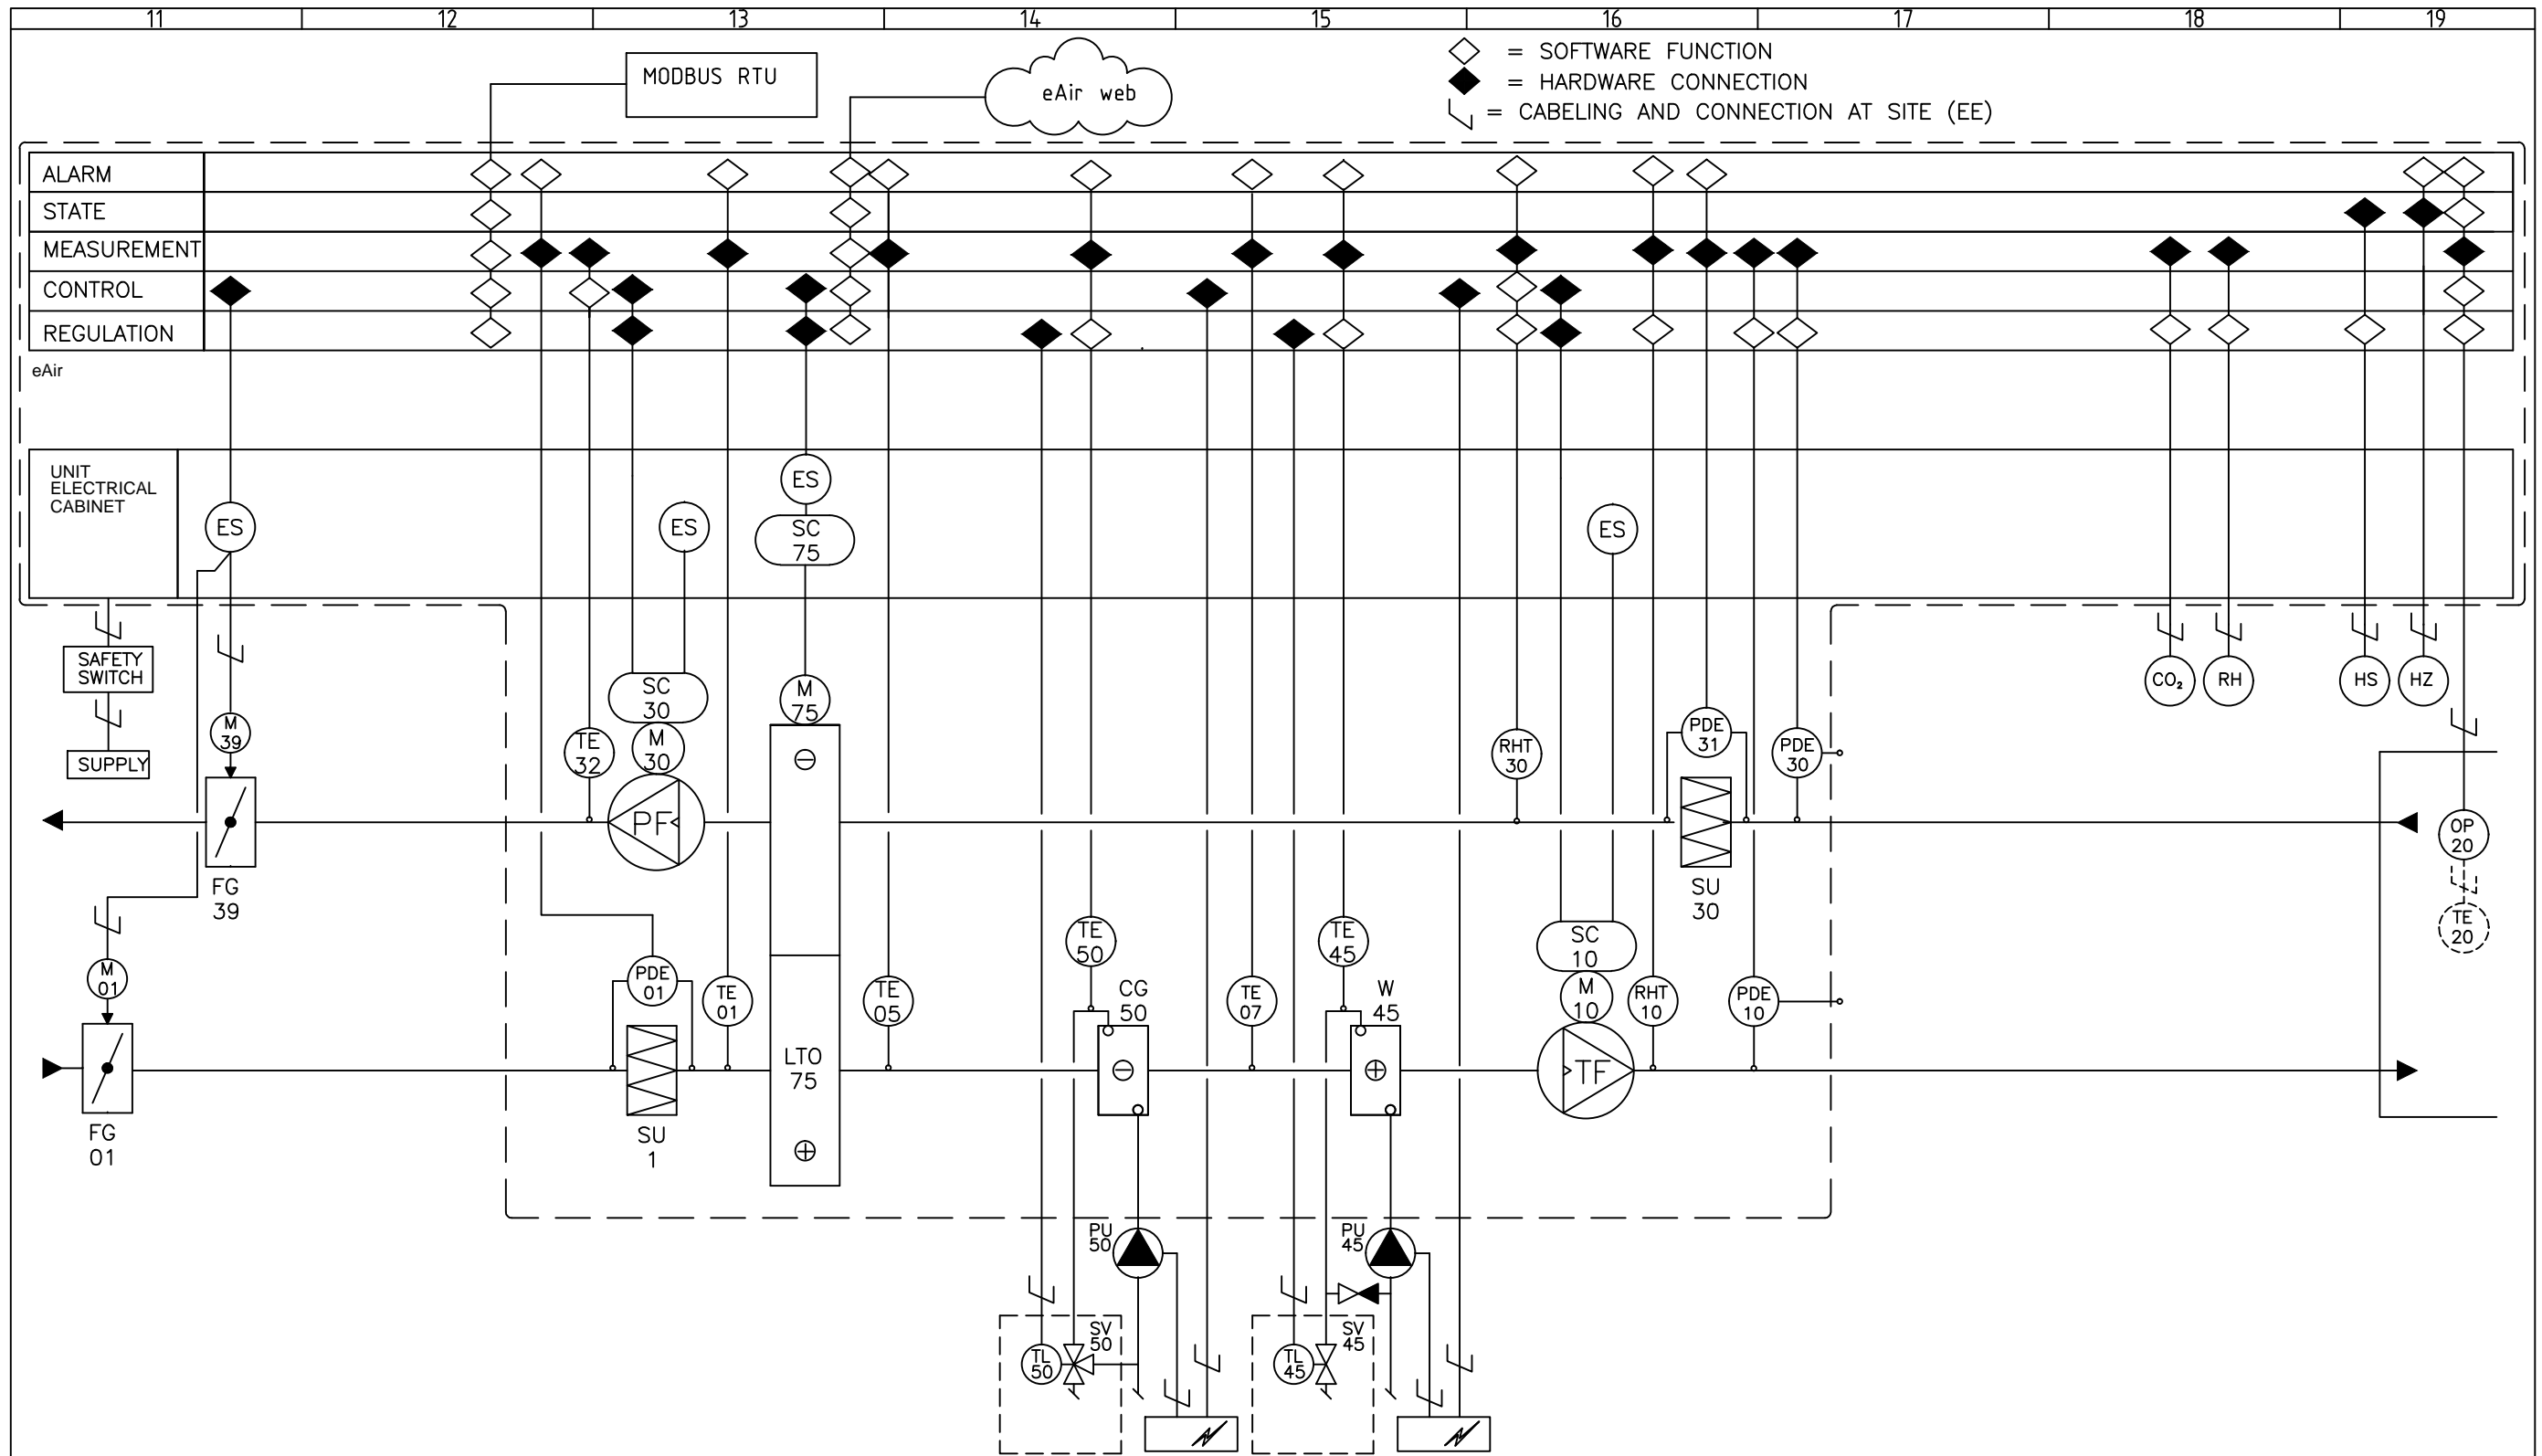 11 12 13 14 15 16 17 18 19
MODBUS RTU
eAir web
= SOFTWARE FUNCTION
= HARDWARE CONNECTION
= CABELING AND CONNECTION AT SITE (EE)
ALARM
STATE
MEASUREMENT
CONTROL
REGULATION
eAir
UNIT
ELECTRICAL
CABINET
ES
ES
ES
SC
75
ES
SAFETY
SWITCH
SUPPLY
M
39
FG
39
M
01
FG
01
TE
32
SC
30
M
30
PF
M
75
PDE
01
SU
1
TE
01
LTO
75
TE
05
TE
50
CG
50
TE
07
TE
45
W
45
RHT
30
SC
10
M
10
TF
RHT
10
PDE
31
SU
30
PDE
30
PDE
10
CO₂
RH
HS
HZ
OP
20
TE
20
PU
50
SV
50
TL
50
PU
45
SV
45
TL
45